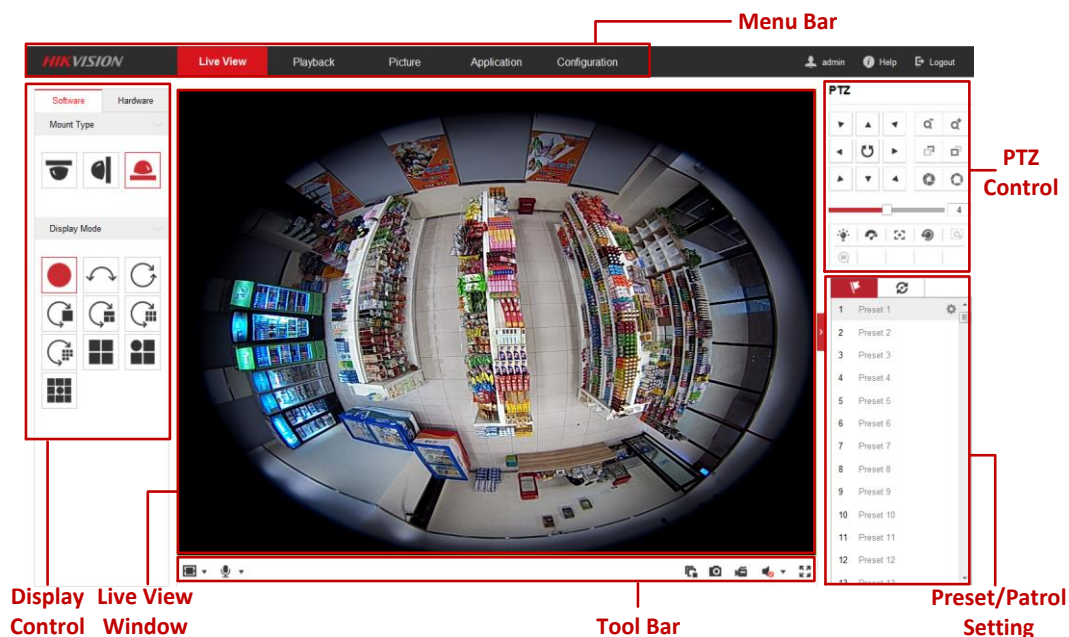 Menu Bar
HIKVISION Live View Playback Picture Application Configuration admin Help Logout
Software Hardware
Mount Type
Display Mode
PTZ
4
PTZ
Control
1 Preset 1
2 Preset 2
3 Preset 3
4 Preset 4
5 Preset 5
6 Preset 6
7 Preset 7
8 Preset 8
9 Preset 9
10 Preset 10
11 Preset 11
12 Preset 12
13 Preset 13
Display
Control
Live View
Window
Tool Bar
Preset/Patrol
Setting